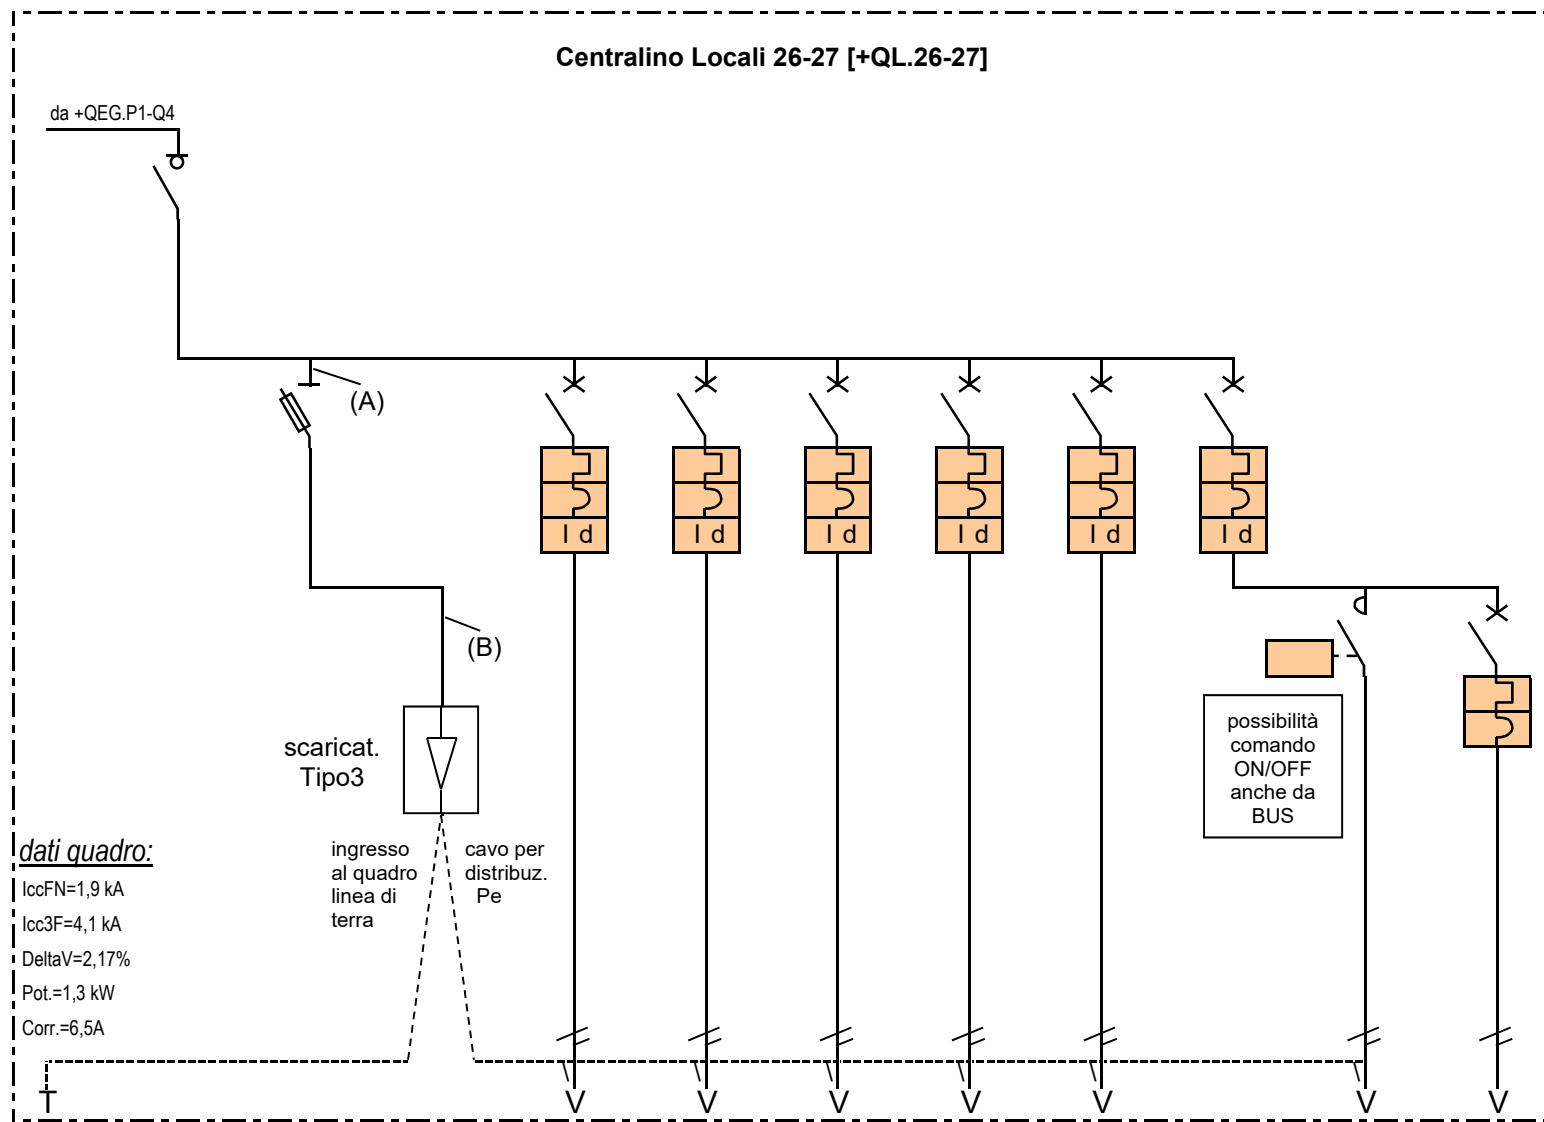 Centralino Locali 26-27 [+QL.26-27]
da +QEG.P1-Q4
(A)
I d
I d
I d
I d
I d
I d
(B)
scaricat.
Tipo3
possibilità
comando
ON/OFF
anche da
BUS
dati quadro:
IccFN=1,9 kA
Icc3F=4,1 kA
DeltaV=2,17%
Pot.=1,3 kW
Corr.=6,5A
ingresso
al quadro
linea di
terra
cavo per
distribuz.
Pe
T
V
V
V
V
V
V
V